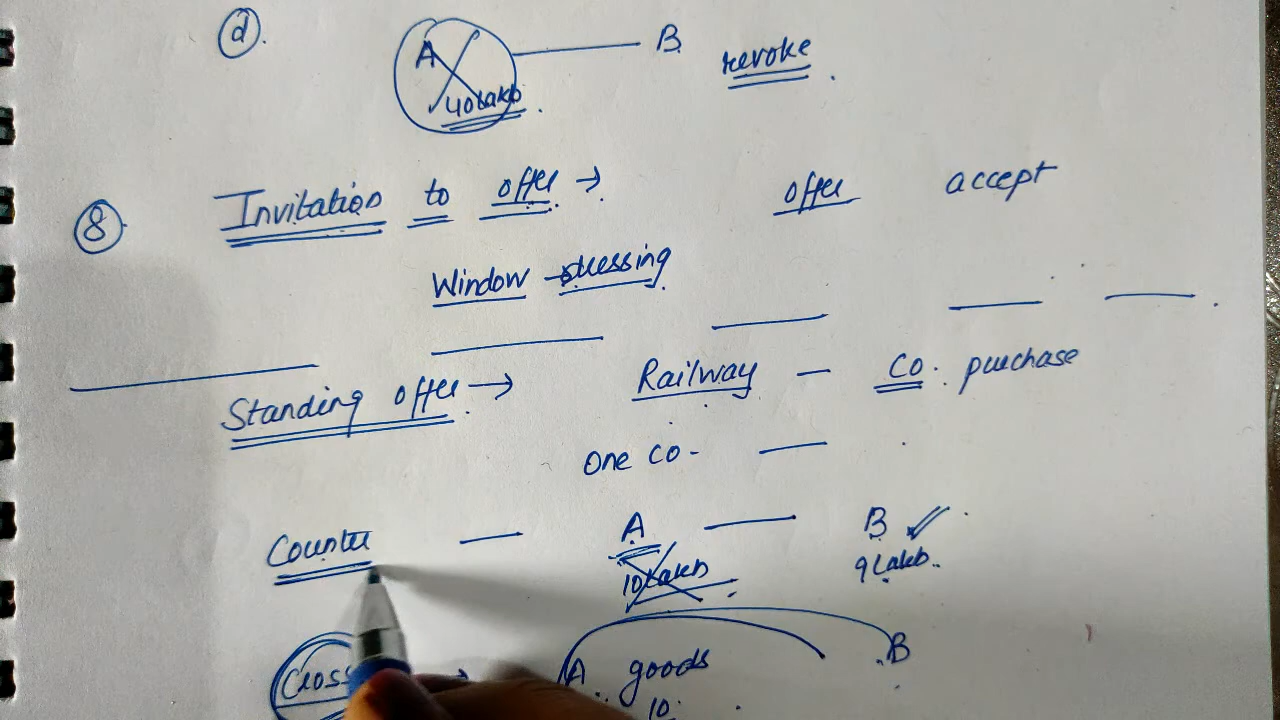 d. A B revoke.
40 Lakh.
8 Invitation to offer → offer accept
Window dressing
Standing offer → Railway - Co. purchase
One Co -
Counter - A - B ✓
10 Lakh 9 Lakh.
Cross → A goods B
10.